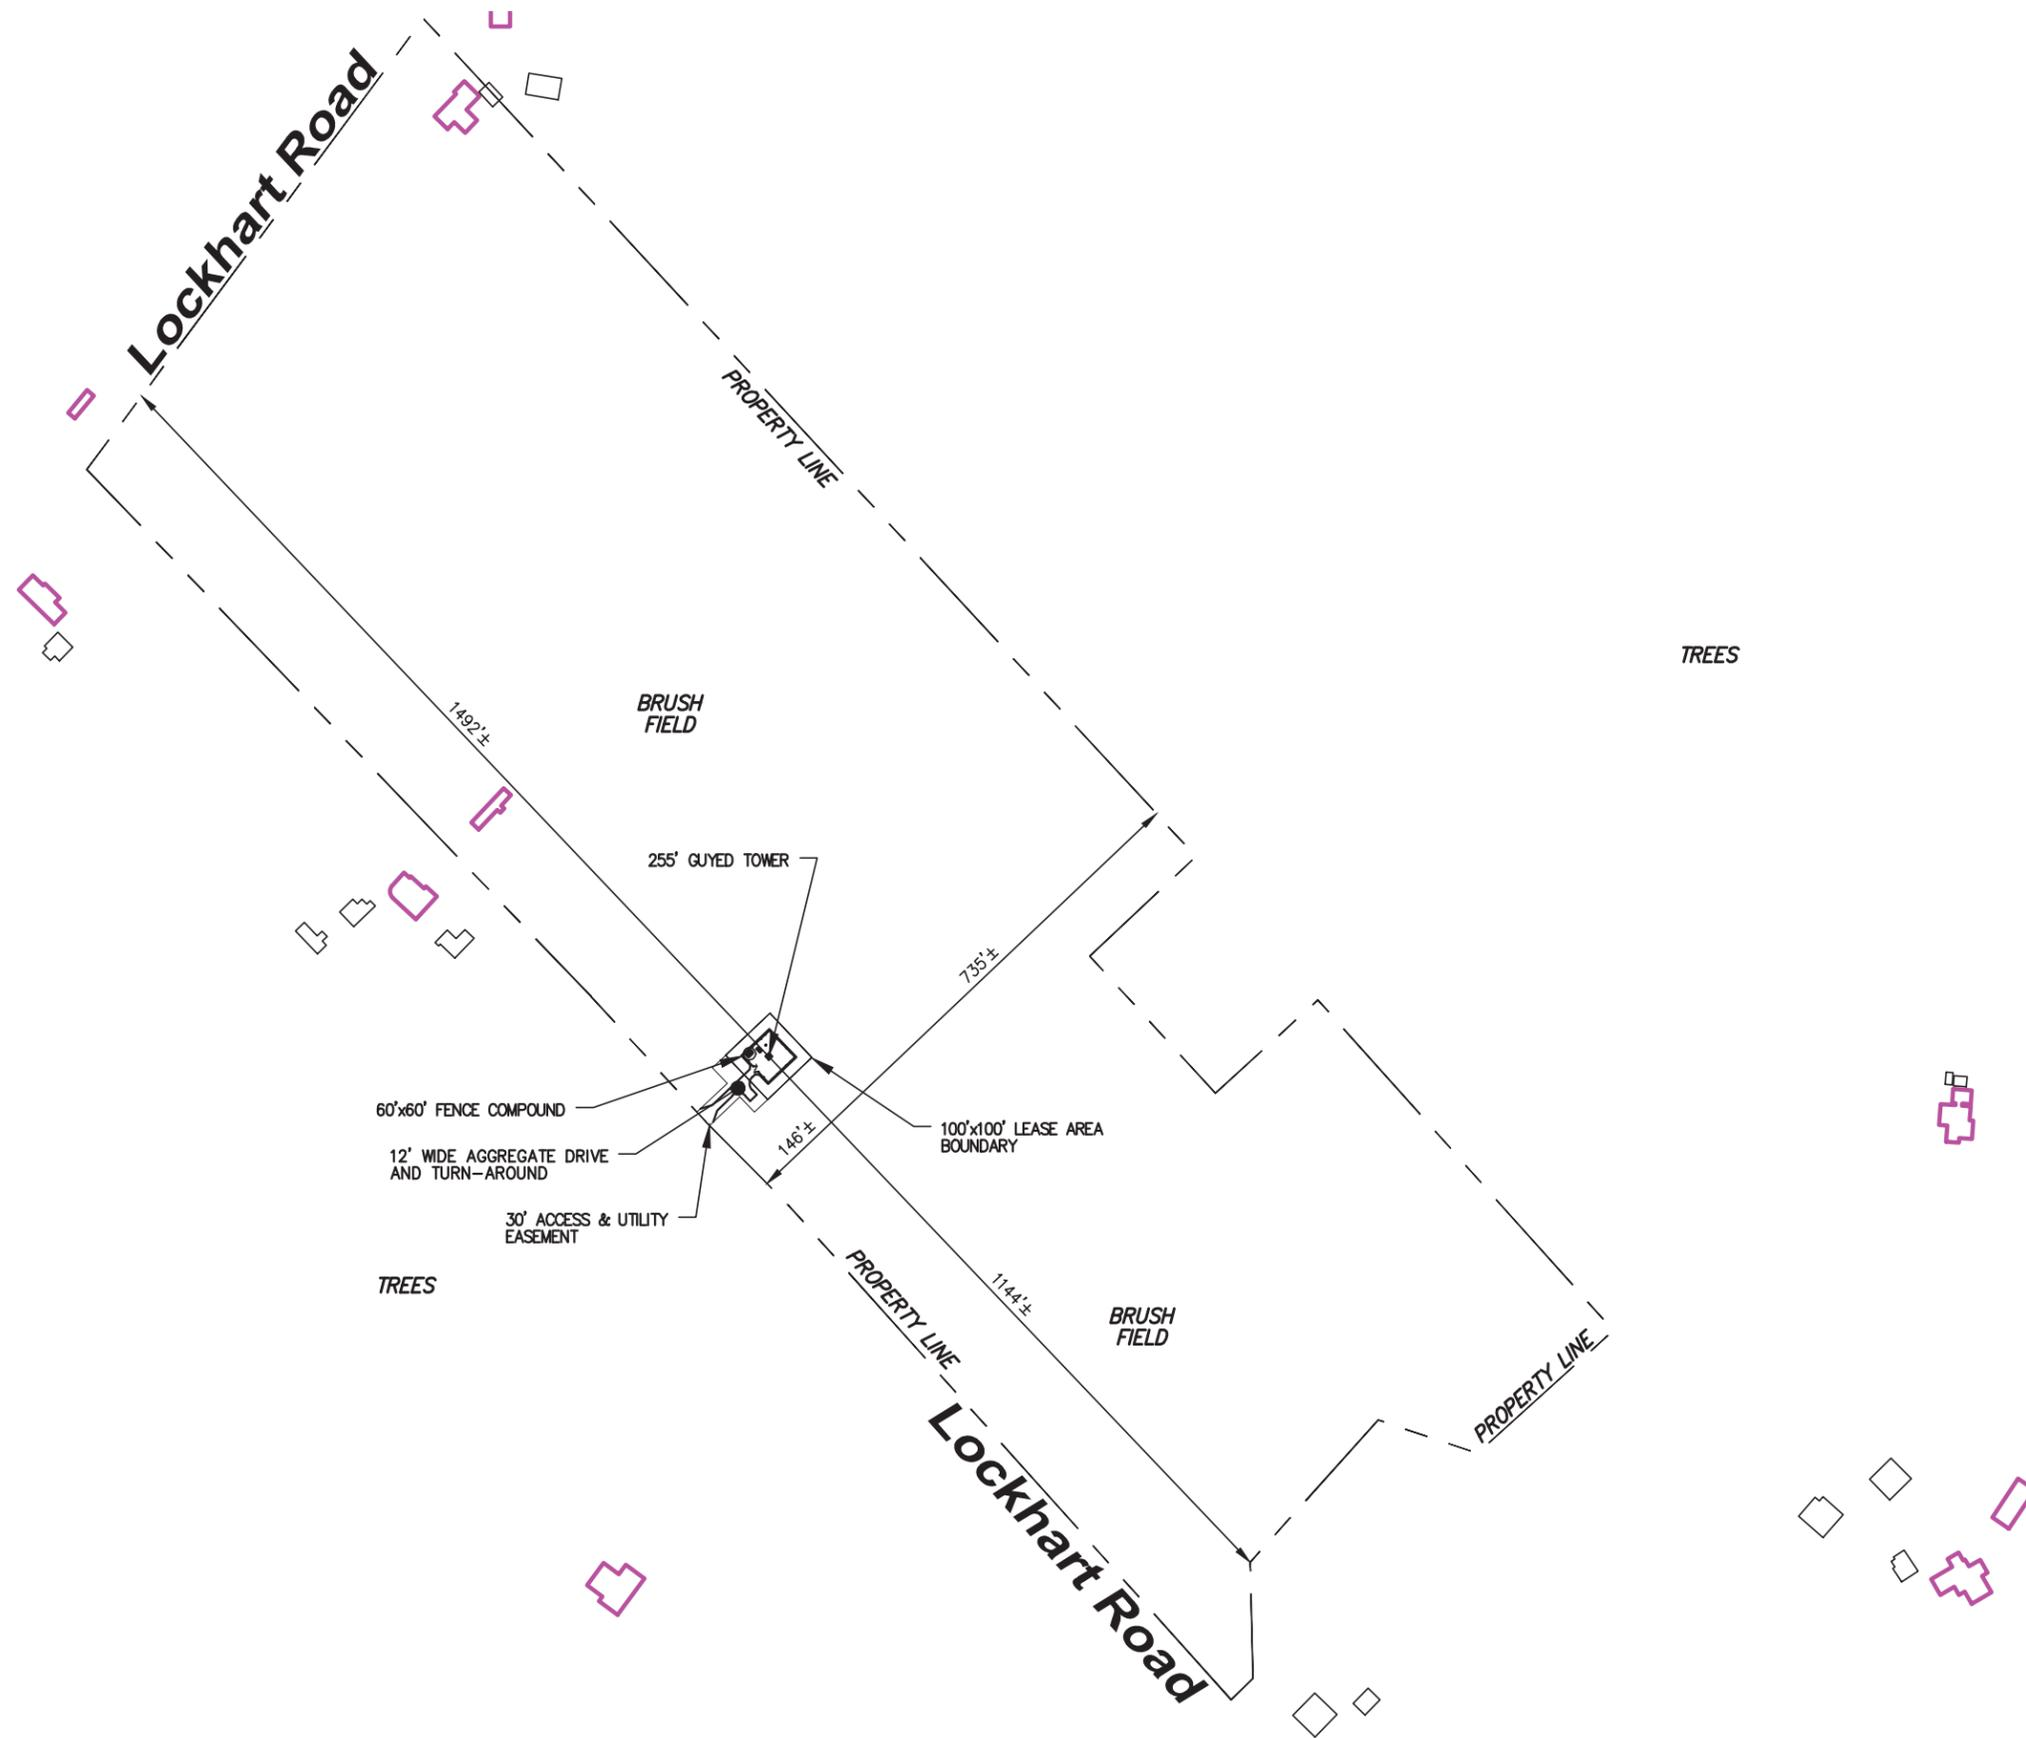 Lockhart Road
PROPERTY LINE
TREES
BRUSH
FIELD
1492'±
255' GUYED TOWER
735'±
60'x60' FENCE COMPOUND
146'±
100'x100' LEASE AREA
BOUNDARY
12' WIDE AGGREGATE DRIVE
AND TURN-AROUND
30' ACCESS & UTILITY
EASEMENT
TREES
PROPERTY LINE
1144'±
BRUSH
FIELD
PROPERTY LINE
Lockhart Road